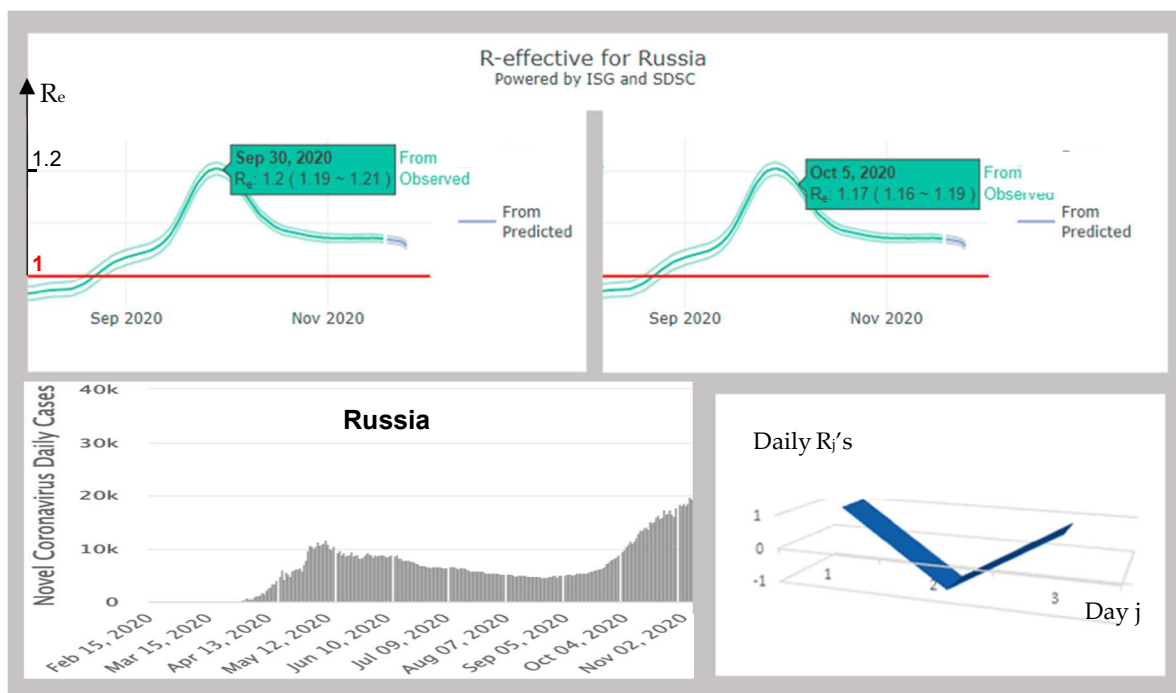 R-effective for Russia
Powered by ISG and SDSC
Re
1.2
1
Sep 30, 2020
Re: 1.2 ( 1.19 ~ 1.21 )
From
Observed
From
Predicted
Sep 2020
Nov 2020
Oct 5, 2020
Re: 1.17 ( 1.16 ~ 1.19 )
From
Observed
From
Predicted
Sep 2020
Nov 2020
Novel Coronavirus Daily Cases
40k
30k
20k
10k
0
Russia
Feb 15, 2020
Mar 15, 2020
Apr 13, 2020
May 12, 2020
Jun 10, 2020
Jul 09, 2020
Aug 07, 2020
Sep 05, 2020
Oct 04, 2020
Nov 02, 2020
Daily Rj's
1
0
-1
1
2
3
Day j